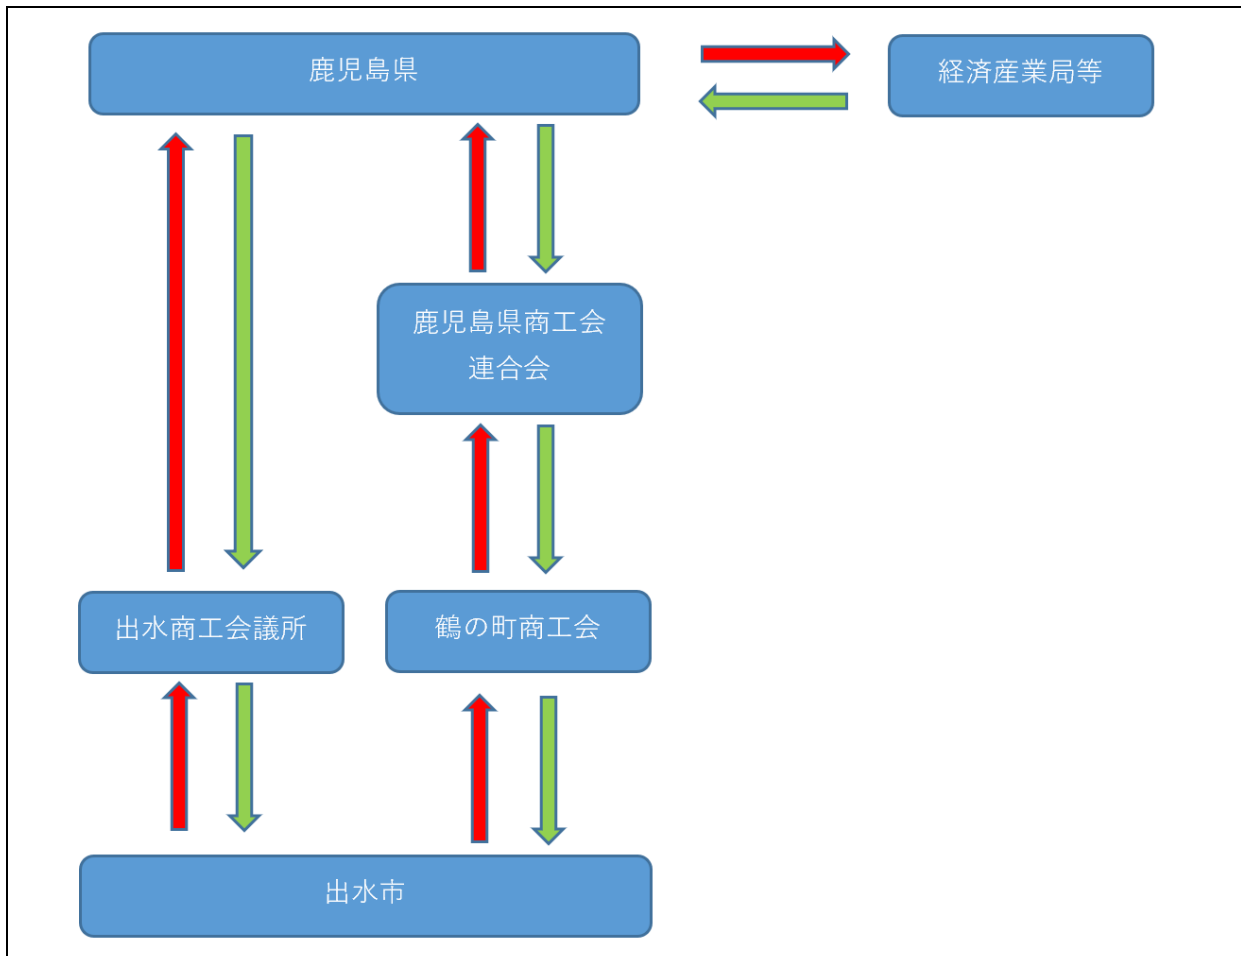 鹿児島県
経済産業局等
鹿児島県商工会
連合会
出水商工会議所
鶴の町商工会
出水市